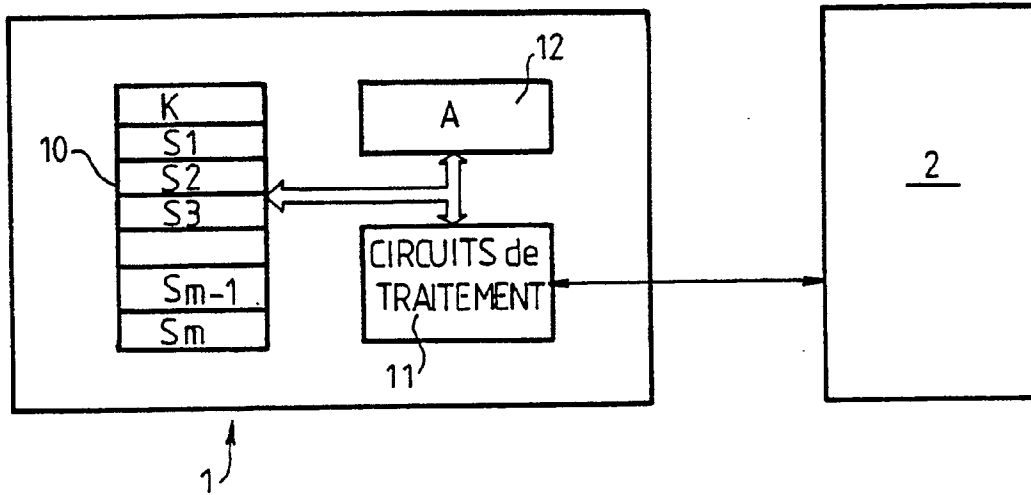 K
S1
S2
S3
Sm-1
Sm
10
12
A
CIRCUITS de
TRAITEMENT
11
2
1